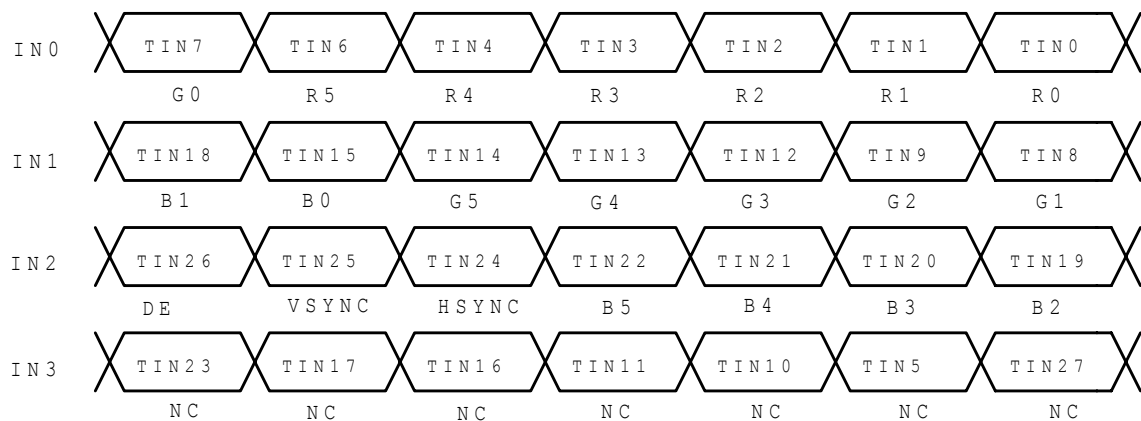 IN0 TIN7 TIN6 TIN4 TIN3 TIN2 TIN1 TIN0
G0 R5 R4 R3 R2 R1 R0
IN1 TIN18 TIN15 TIN14 TIN13 TIN12 TIN9 TIN8
B1 B0 G5 G4 G3 G2 G1
IN2 TIN26 TIN25 TIN24 TIN22 TIN21 TIN20 TIN19
DE VSYNC HSYNC B5 B4 B3 B2
IN3 TIN23 TIN17 TIN16 TIN11 TIN10 TIN5 TIN27
NC NC NC NC NC NC NC